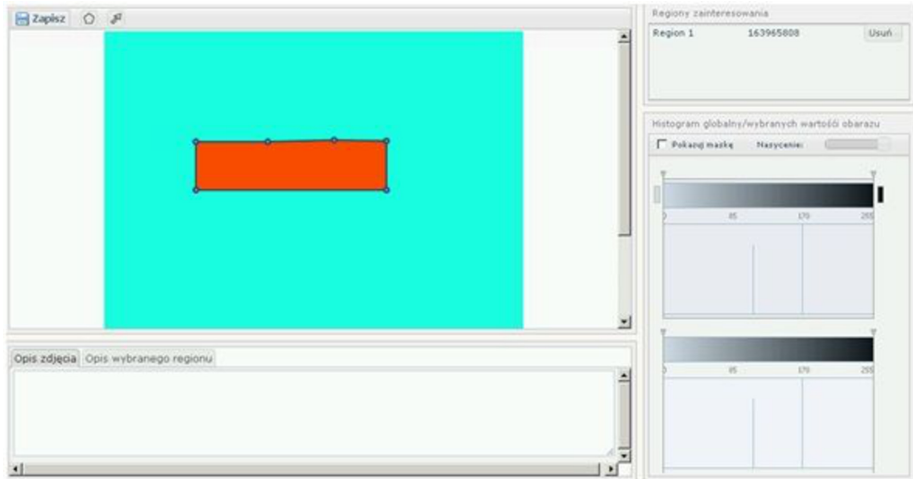 Zapisz
Regiony zainteresowania
Region 1 163965808 Usuń
Histogram globalny/wybranych wartośći obarazu
Pokazuj maskę Nasycenie:
0 85 170 255
0 85 170 255
Opis zdjęcia Opis wybranego regionu